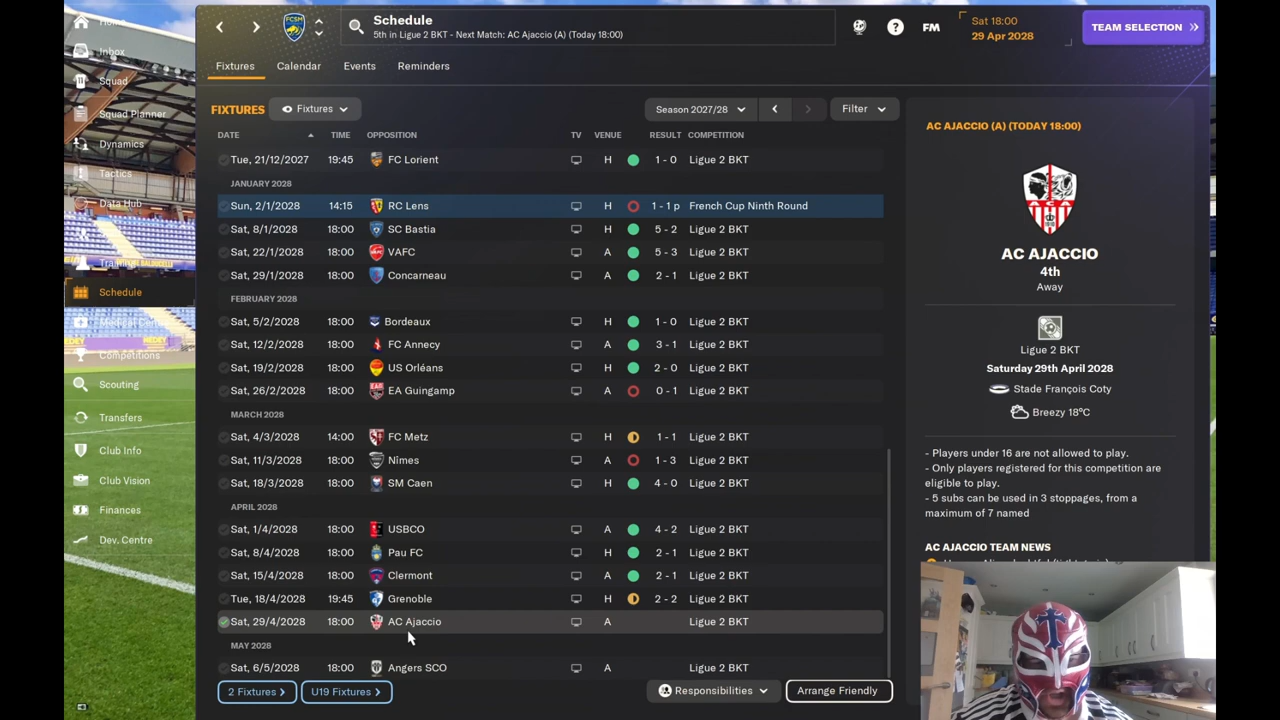 Home
Schedule
5th in Ligue 2 BKT - Next Match: AC Ajaccio (A) (Today 18:00)
FM
Sat 18:00
29 Apr 2028
TEAM SELECTION
Inbox
Squad
Squad Planner
Dynamics
Tactics
Data Hub
Schedule
Competitions
Scouting
Transfers
Club Info
Club Vision
Finances
Dev. Centre
Fixtures Calendar Events Reminders
FIXTURES Fixtures Season 2027/28 Filter
DATE TIME OPPOSITION TV VENUE RESULT COMPETITION
Tue, 21/12/2027 19:45 FC Lorient H 1 - 0 Ligue 2 BKT
JANUARY 2028
Sun, 2/1/2028 14:15 RC Lens H 1 - 1 p French Cup Ninth Round
Sat, 8/1/2028 18:00 SC Bastia H 5 - 2 Ligue 2 BKT
Sat, 22/1/2028 18:00 VAFC A 5 - 3 Ligue 2 BKT
Sat, 29/1/2028 18:00 Concarneau A 2 - 1 Ligue 2 BKT
FEBRUARY 2028
Sat, 5/2/2028 18:00 Bordeaux H 1 - 0 Ligue 2 BKT
Sat, 12/2/2028 18:00 FC Annecy A 3 - 1 Ligue 2 BKT
Sat, 19/2/2028 18:00 US Orléans H 2 - 0 Ligue 2 BKT
Sat, 26/2/2028 18:00 EA Guingamp A 0 - 1 Ligue 2 BKT
MARCH 2028
Sat, 4/3/2028 14:00 FC Metz H 1 - 1 Ligue 2 BKT
Sat, 11/3/2028 18:00 Nîmes A 1 - 3 Ligue 2 BKT
Sat, 18/3/2028 18:00 SM Caen H 4 - 0 Ligue 2 BKT
APRIL 2028
Sat, 1/4/2028 18:00 USBCO A 4 - 2 Ligue 2 BKT
Sat, 8/4/2028 18:00 Pau FC H 2 - 1 Ligue 2 BKT
Sat, 15/4/2028 18:00 Clermont A 2 - 1 Ligue 2 BKT
Tue, 18/4/2028 19:45 Grenoble H 2 - 2 Ligue 2 BKT
Sat, 29/4/2028 18:00 AC Ajaccio A Ligue 2 BKT
MAY 2028
Sat, 6/5/2028 18:00 Angers SCO A Ligue 2 BKT
2 Fixtures > U19 Fixtures > Responsibilities Arrange Friendly
AC AJACCIO (A) (TODAY 18:00)
AC AJACCIO
4th
Away
Ligue 2 BKT
Saturday 29th April 2028
Stade François Coty
Breezy 18ºC
- Players under 16 are not allowed to play.
- Only players registered for this competition are
eligible to play.
- 5 subs can be used in 3 stoppages, from a
maximum of 7 named
AC AJACCIO TEAM NEWS